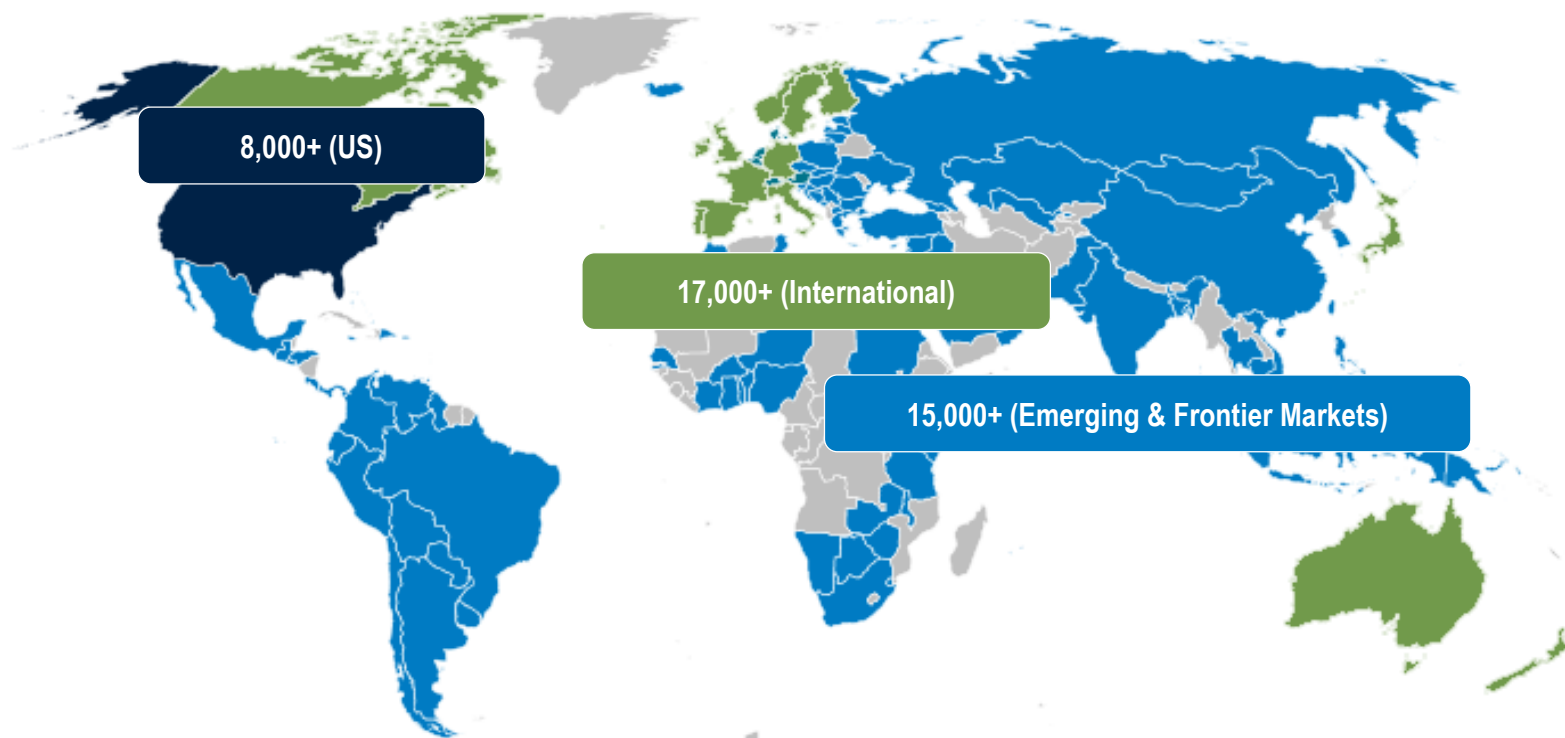 8,000+ (US)
17,000+ (International)
15,000+ (Emerging & Frontier Markets)